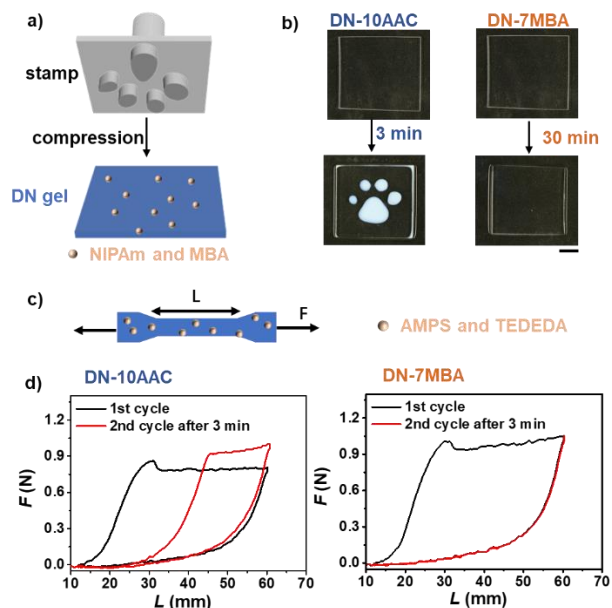 a)
stamp
compression
DN gel
NIPAm and MBA
b)
DN-10AAC
DN-7MBA
3 min
30 min
c)
L
F
AMPS and TEDEDA
d)
DN-10AAC
1st cycle
2nd cycle after 3 min
F (N)
1.2
0.9
0.6
0.3
0.0
10 20 30 40 50 60 70
L (mm)
DN-7MBA
1st cycle
2nd cycle after 3 min
F (N)
1.2
0.9
0.6
0.3
0.0
10 20 30 40 50 60 70
L (mm)